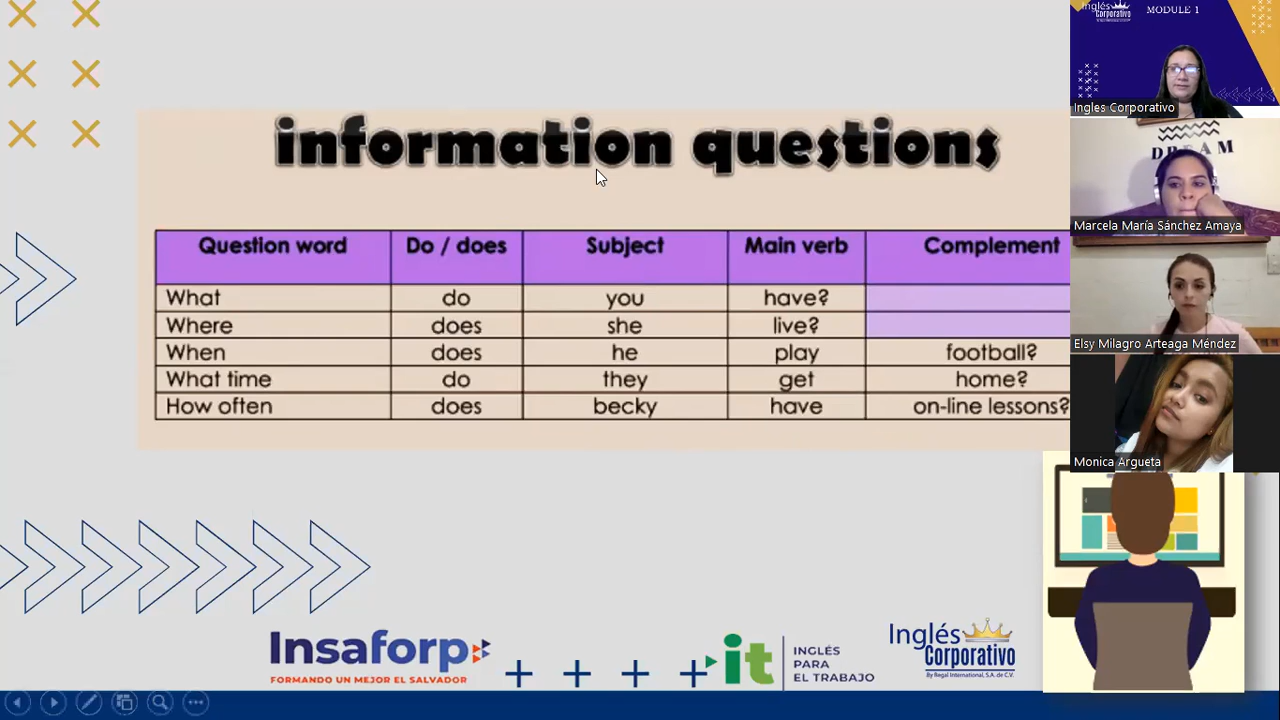 information questions
Question word Do / does Subject Main verb Complement
What do you have?
Where does she live?
When does he play football?
What time do they get home?
How often does becky have on-line lessons?
Insaforp
FORMANDO UN MEJOR EL SALVADOR
it
INGLÉS
PARA
EL TRABAJO
Inglés
Corporativo
By Regal International, S.A. de C.V.
Inglés
Corporativo
MODULE 1
Ingles Corporativo
DREAM
Marcela María Sánchez Amaya
Elsy Milagro Arteaga Méndez
Monica Argueta